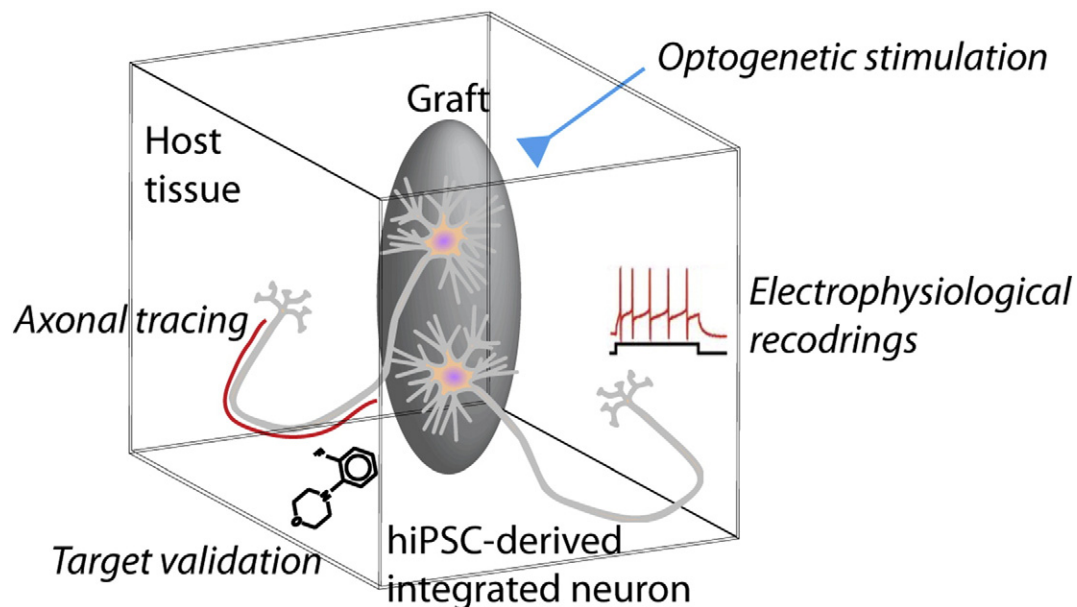 Optogenetic stimulation
Graft
Host
tissue
Axonal tracing
Electrophysiological
recodrings
F
N
O
Target validation
hiPSC-derived
integrated neuron